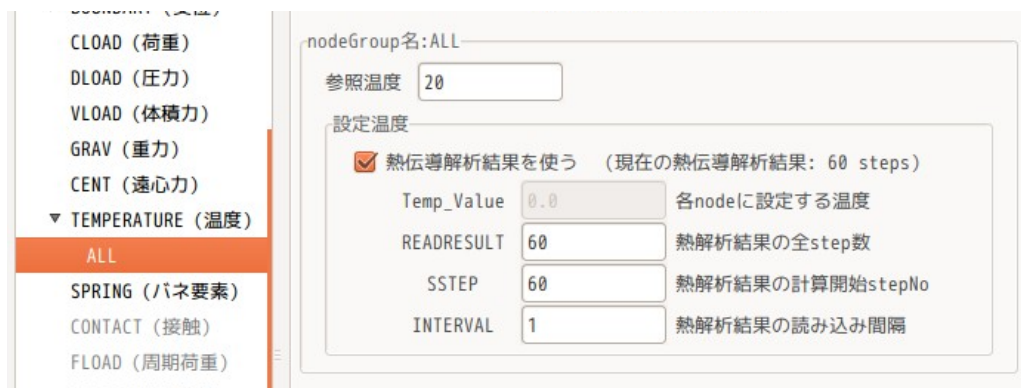 CLOAD (荷重)
DLOAD (圧力)
VLOAD (体積力)
GRAV (重力)
CENT (遠心力)
▼ TEMPERATURE (温度)
ALL
SPRING (バネ要素)
CONTACT (接触)
FLOAD (周期荷重)
nodeGroup名:ALL
参照温度 20
設定温度
熱伝導解析結果を使う (現在の熱伝導解析結果: 60 steps)
Temp_Value 0.0 各nodeに設定する温度
READRESULT 60 熱解析結果の全step数
SSTEP 60 熱解析結果の計算開始stepNo
INTERVAL 1 熱解析結果の読み込み間隔